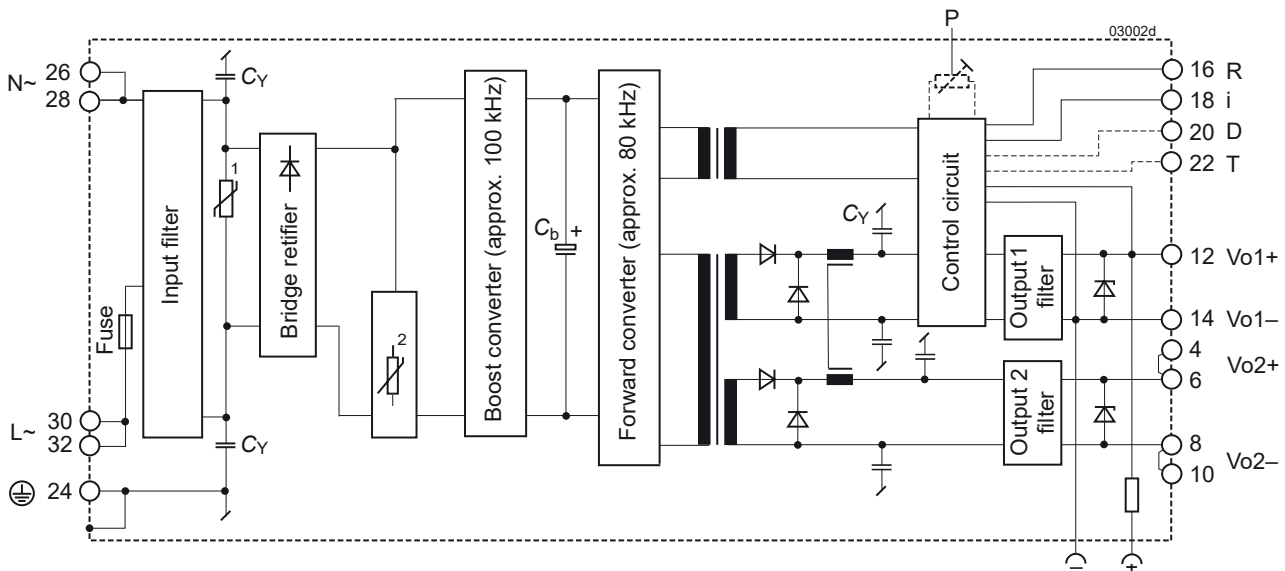 P
03002d
N~
26
28
CY
16 R
18 i
20 D
22 T
1
Input filter
Fuse
Bridge retifier
2
Boost converter (approx. 100 kHz)
Cb
+
Forward converter (approx. 80 kHz)
Control circuit
CY
Output 1
filter
12 Vo1+
14 Vo1–
4
Vo2+
6
Output 2
filter
8
Vo2–
10
L~
30
32
CY
24
–
+